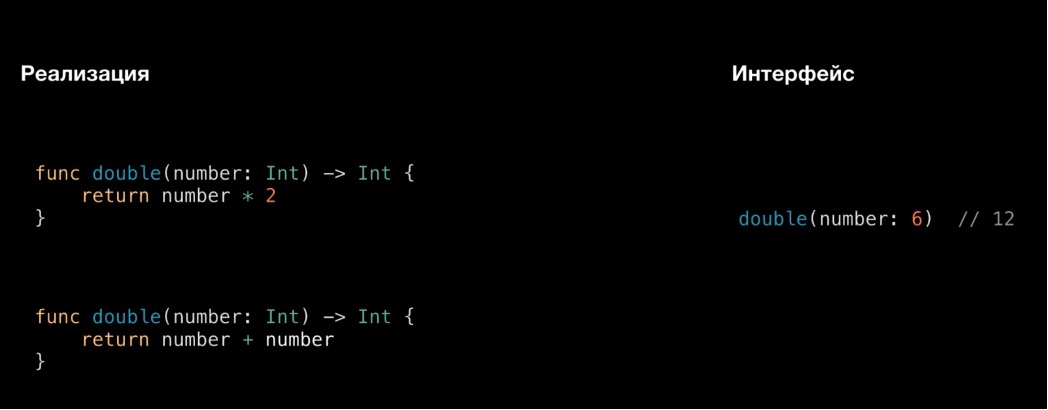 Реализация
Интерфейс
func double(number: Int) -> Int {
    return number * 2
}
double(number: 6)  // 12
func double(number: Int) -> Int {
    return number + number
}